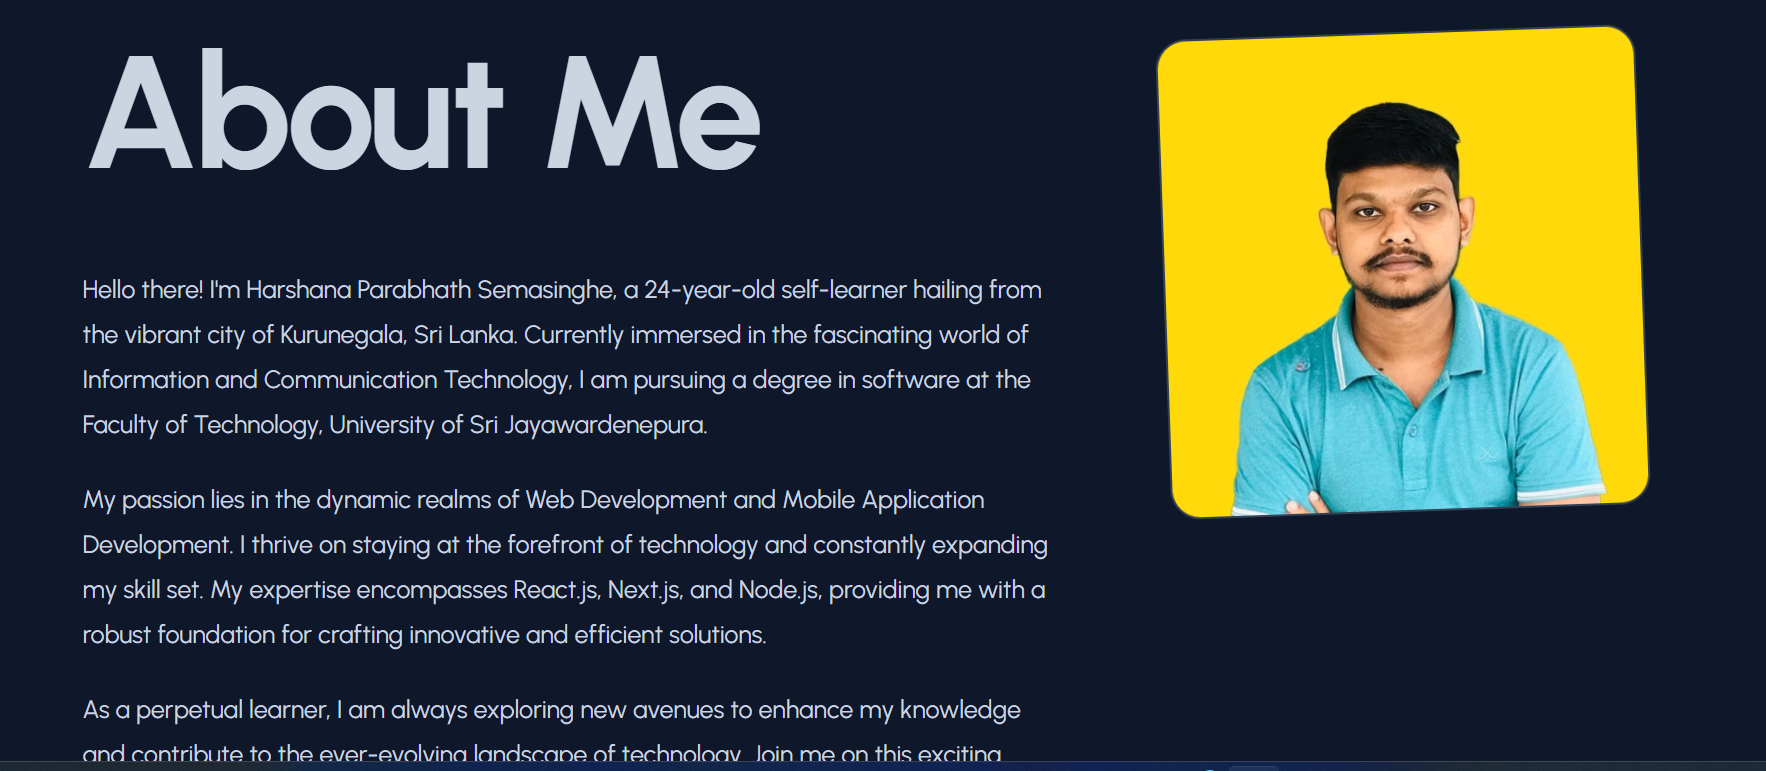 About Me
Hello there! I'm Harshana Parabhath Semasinghe, a 24-year-old self-learner hailing from
the vibrant city of Kurunegala, Sri Lanka. Currently immersed in the fascinating world of
Information and Communication Technology, I am pursuing a degree in software at the
Faculty of Technology, University of Sri Jayawardenepura.
My passion lies in the dynamic realms of Web Development and Mobile Application
Development. I thrive on staying at the forefront of technology and constantly expanding
my skill set. My expertise encompasses React.js, Next.js, and Node.js, providing me with a
robust foundation for crafting innovative and efficient solutions.
As a perpetual learner, I am always exploring new avenues to enhance my knowledge
and contribute to the ever-evolving landscape of technology. Join me on this exciting